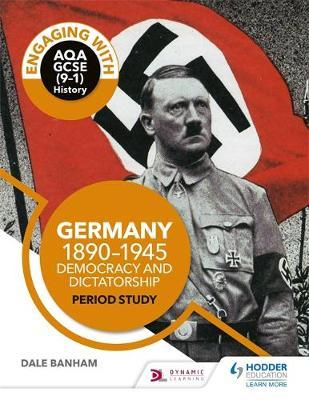 ENGAGING WITH
AQA
GCSE
(9-1)
History
GERMANY
1890–1945
DEMOCRACY AND
DICTATORSHIP
PERIOD STUDY
DALE BANHAM
DL DYNAMIC
LEARNING
HODDER
EDUCATION
LEARN MORE